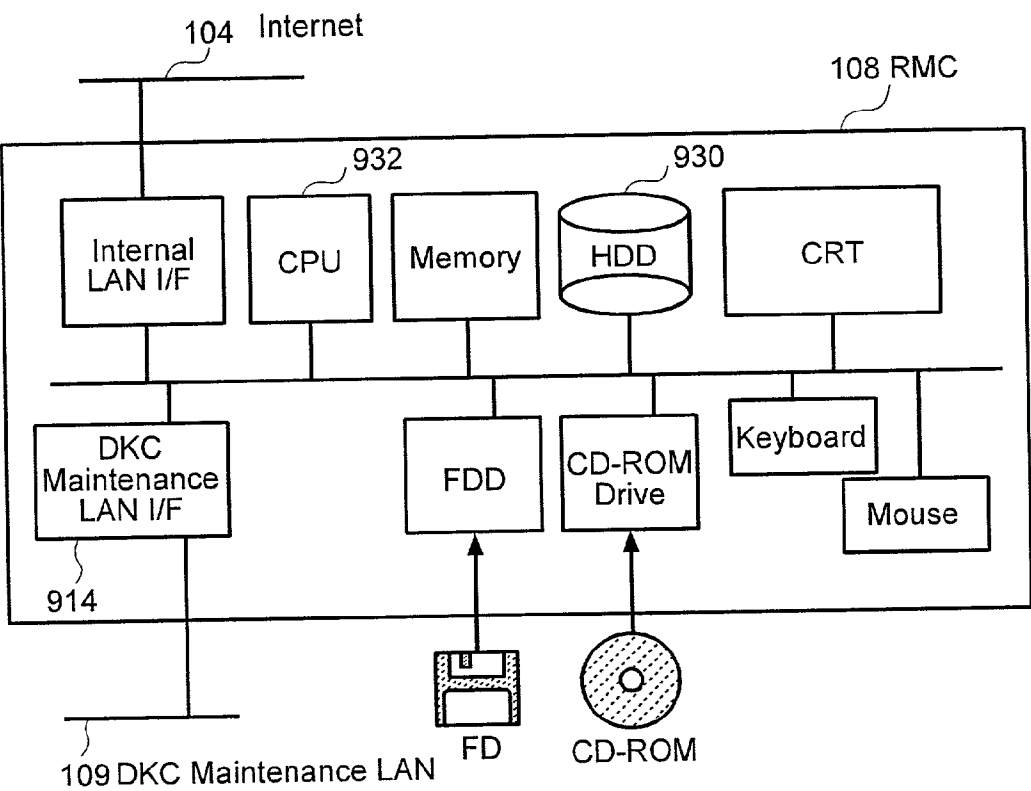 104 Internet
108 RMC
932
930
Internal
LAN I/F
CPU
Memory
HDD
CRT
DKC
Maintenance
LAN I/F
FDD
CD-ROM
Drive
Keyboard
Mouse
914
FD
CD-ROM
109 DKC Maintenance LAN